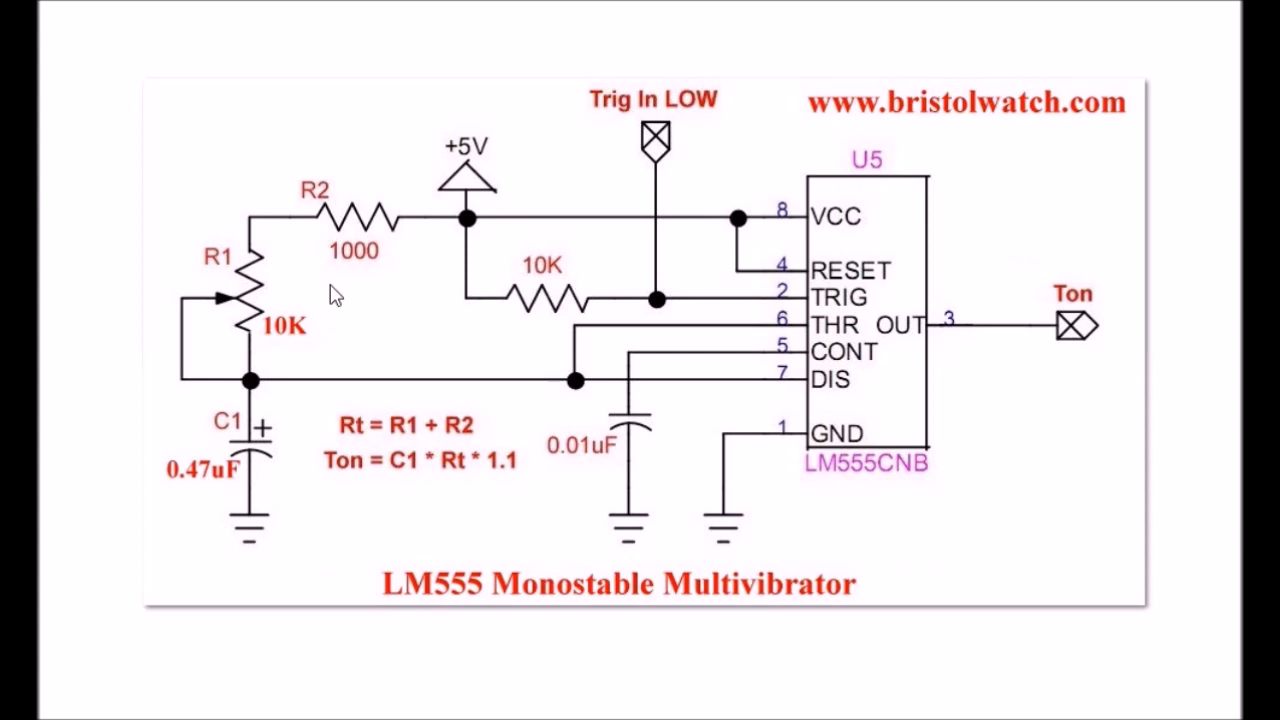 Trig In LOW
www.bristolwatch.com
+5V
U5
R2
8 VCC
R1
1000
10K
4 RESET
2 TRIG
Ton
10K
6 THR OUT 3
5 CONT
7 DIS
C1 +
Rt = R1 + R2
0.01uF
1 GND
0.47uF
Ton = C1 * Rt * 1.1
LM555CNB
LM555 Monostable Multivibrator